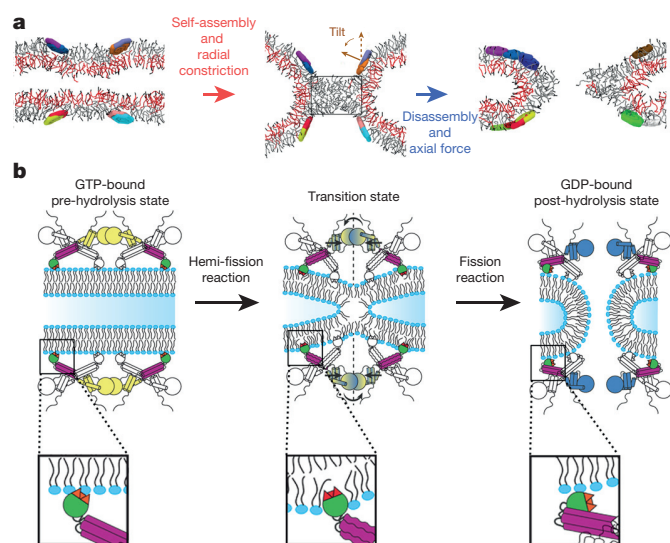 a
Self-assembly
and
radial
constriction
Tilt
Disassembly
and
axial force
b
GTP-bound
pre-hydrolysis state
Transition state
GDP-bound
post-hydrolysis state
Hemi-fission
reaction
Fission
reaction